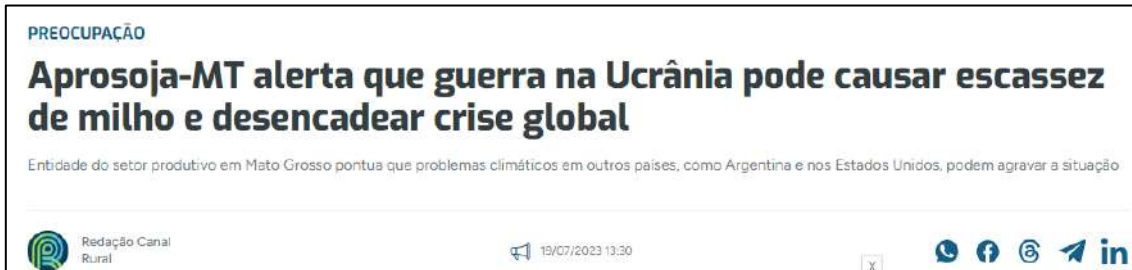 PREOCUPAÇÃO
Aprosoja-MT alerta que guerra na Ucrânia pode causar escassez
de milho e desencadear crise global
Entidade do setor produtivo em Mato Grosso pontua que problemas climáticos em outros países, como Argentina e nos Estados Unidos, podem agravar a situação
Redação Canal
Rural
19/07/2023 13:30
X